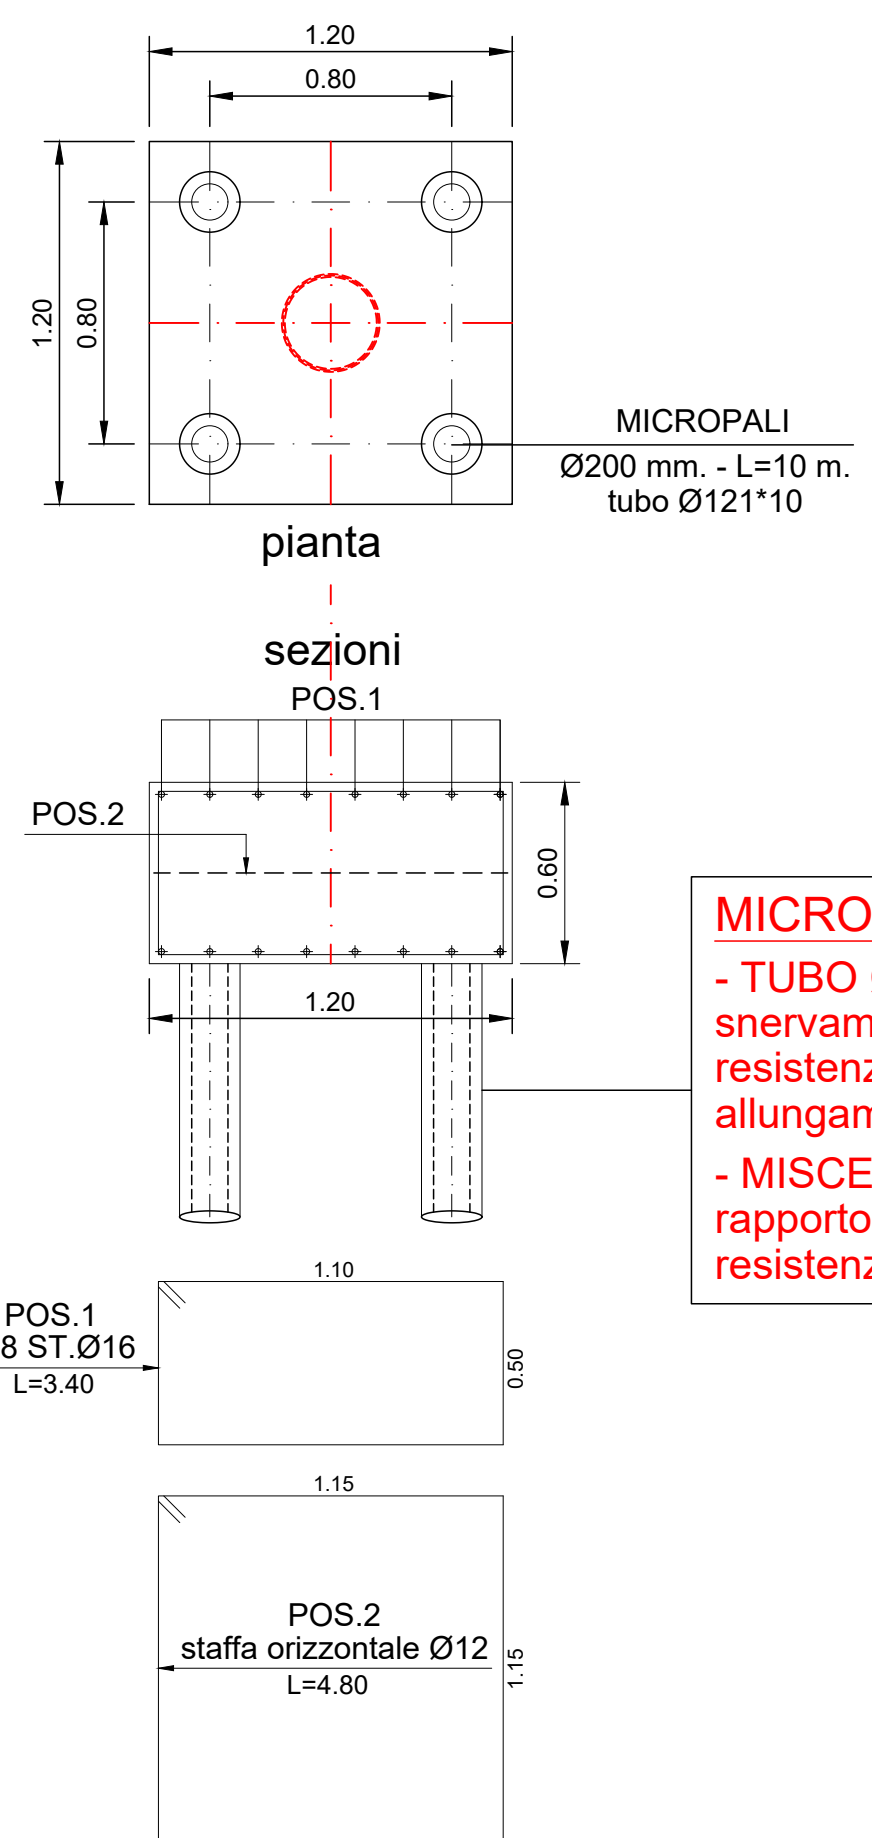 1.20
0.80
1.20
0.80
MICROPALI
Ø200 mm. - L=10 m.
tubo Ø121*10
pianta
sezioni
POS.1
POS.2
0.60
1.20
MICRO
- TUBO
snervam
resistenz
allungam
- MISCE
rapporto
resistenz
1.10
POS.1
8 ST.Ø16
L=3.40
0.50
1.15
POS.2
staffa orizzontale Ø12
L=4.80
1.15